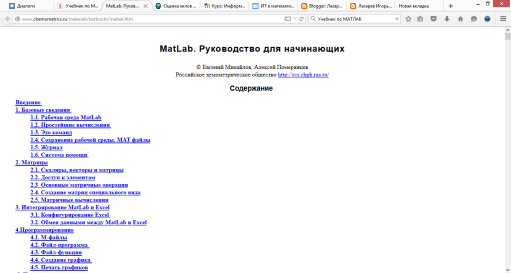 Диалоги
Учебник по М...
MatLab. Руковод...
Оценка силов...
Курс: Информ...
ИТ в математи...
Blogger: Лазар...
Лазарев Игорь...
Новая вкладка
www.chemometrics.ru/materials/textbooks/matlab.htm
Учебник по МАТЛАБ
MatLab. Руководство для начинающих
© Евгений Михайлов, Алексей Померанцев
Российское хемометрическое общество http://rcs.chph.ras.ru/
Содержание
Введение
1. Базовые сведения
1.1. Рабочая среда MatLab
1.2. Простейшие вычисления
1.3. Эхо команд
1.4. Сохранение рабочей среды. MAT файлы
1.5. Журнал
1.6. Система помощи
2. Матрицы
2.1. Скаляры, векторы и матрицы
2.2. Доступ к элементам
2.3. Основные матричные операции
2.4. Создание матриц специального вида
2.5. Матричные вычисления
3. Интегрирование MatLab и Excel
3.1. Конфигурирование Excel
3.2. Обмен данными между MatLab и Excel
4.Программирование
4.1. М-файлы
4.2. Файл-программа
4.3. Файл-функция
4.4. Создание графика
4.5. Печать графиков